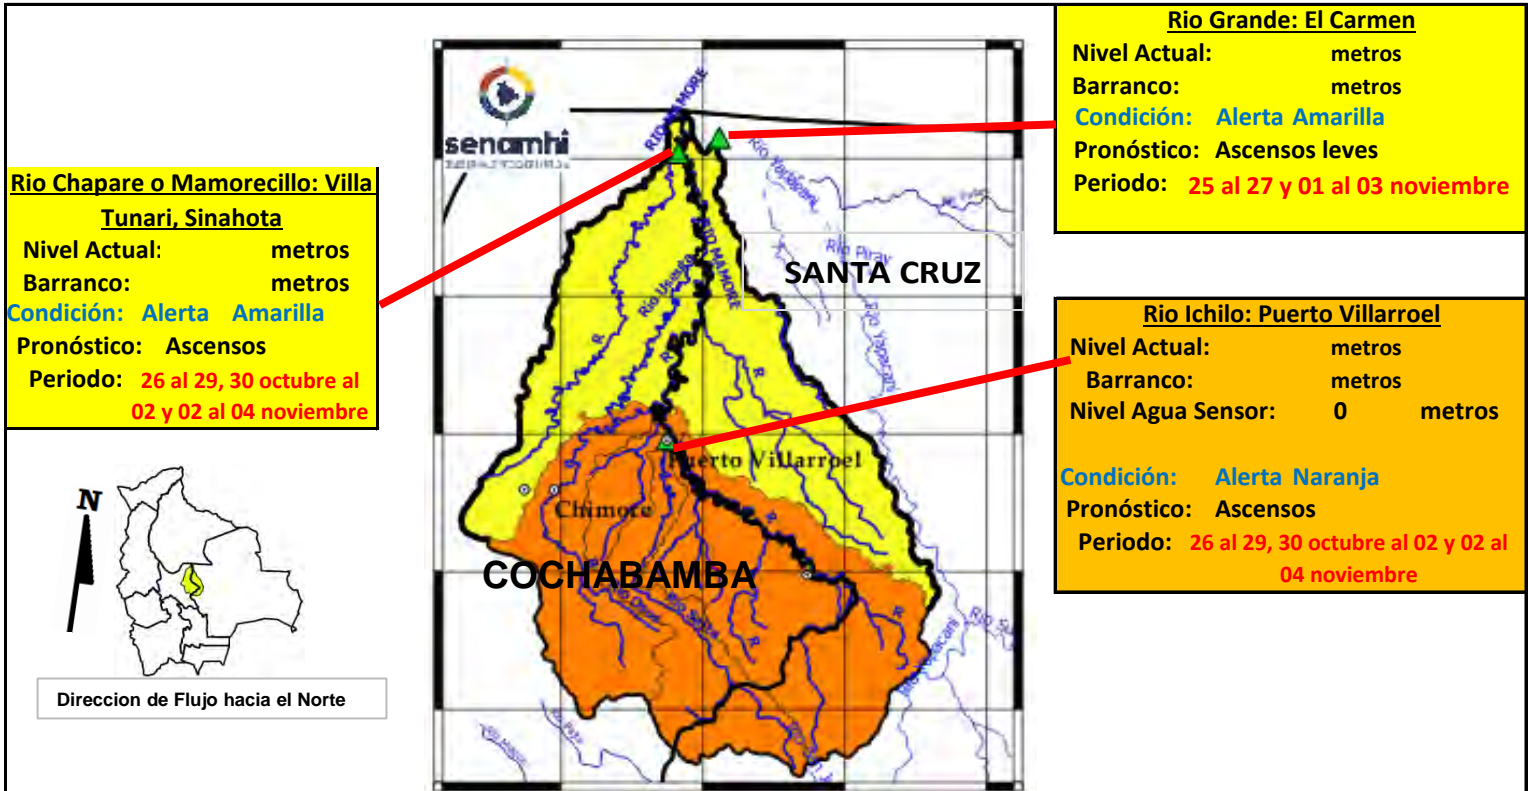 Rio Grande: El Carmen
Nivel Actual: metros
Barranco: metros
Condición: Alerta Amarilla
Pronóstico: Ascensos leves
Periodo: 25 al 27 y 01 al 03 noviembre
Rio Chapare o Mamorecillo: Villa
Tunari, Sinahota
Nivel Actual: metros
Barranco: metros
Condición: Alerta Amarilla
Pronóstico: Ascensos
Periodo: 26 al 29, 30 octubre al
02 y 02 al 04 noviembre
Rio Ichilo: Puerto Villarroel
Nivel Actual: metros
Barranco: metros
Nivel Agua Sensor: 0 metros
Condición: Alerta Naranja
Pronóstico: Ascensos
Periodo: 26 al 29, 30 octubre al 02 y 02 al
04 noviembre
senamhi
RIO MAMORE
RIO MAMORE
Rio Piray
SANTA CRUZ
Rio Yapacani
R
R
R
R
Puerto Villarroel
Chimore
COCHABAMBA
R
R
N
Direccion de Flujo hacia el Norte